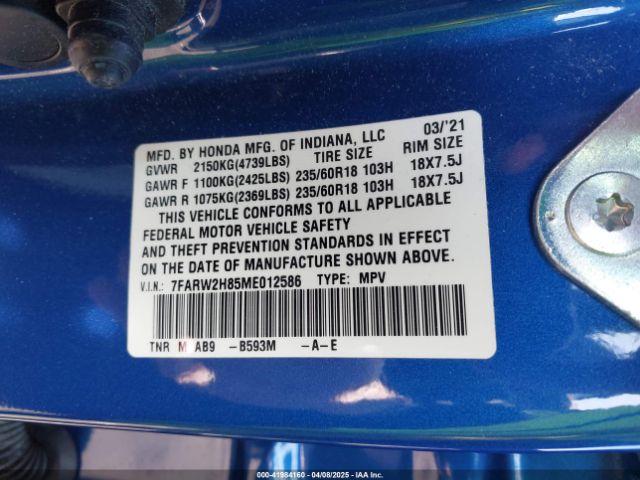 MFD. BY HONDA MFG. OF INDIANA, LLC 03/'21
GVWR 2150KG(4739LBS) TIRE SIZE RIM SIZE
GAWR F 1100KG(2425LBS) 235/60R18 103H 18X7.5J
GAWR R 1075KG(2369LBS) 235/60R18 103H 18X7.5J
THIS VEHICLE CONFORMS TO ALL APPLICABLE
FEDERAL MOTOR VEHICLE SAFETY
AND THEFT PREVENTION STANDARDS IN EFFECT
ON THE DATE OF MANUFACTURE SHOWN ABOVE.
V.I.N.: 7FARW2H85ME012586 TYPE: MPV
TNR M AB9 -B593M -A-E
000-41984160 04/08/2025 IAA Inc.